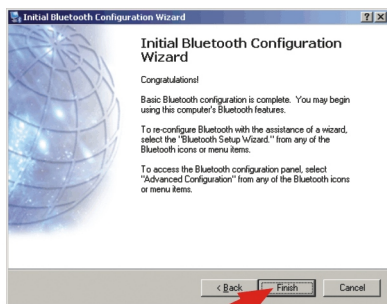 Initial Bluetooth Configuration Wizard
Initial Bluetooth Configuration
Wizard
Congratulations!
Basic Bluetooth configuration is complete. You may begin
using this computer's Bluetooth features.
To re-configure Bluetooth with the assistance of a wizard,
select the "Bluetooth Setup Wizard." from any of the
Bluetooth icons or menu items.
To access the Bluetooth configuration panel, select
"Advanced Configuration" from any of the Bluetooth icons
or menu items.
< Back Finish Cancel